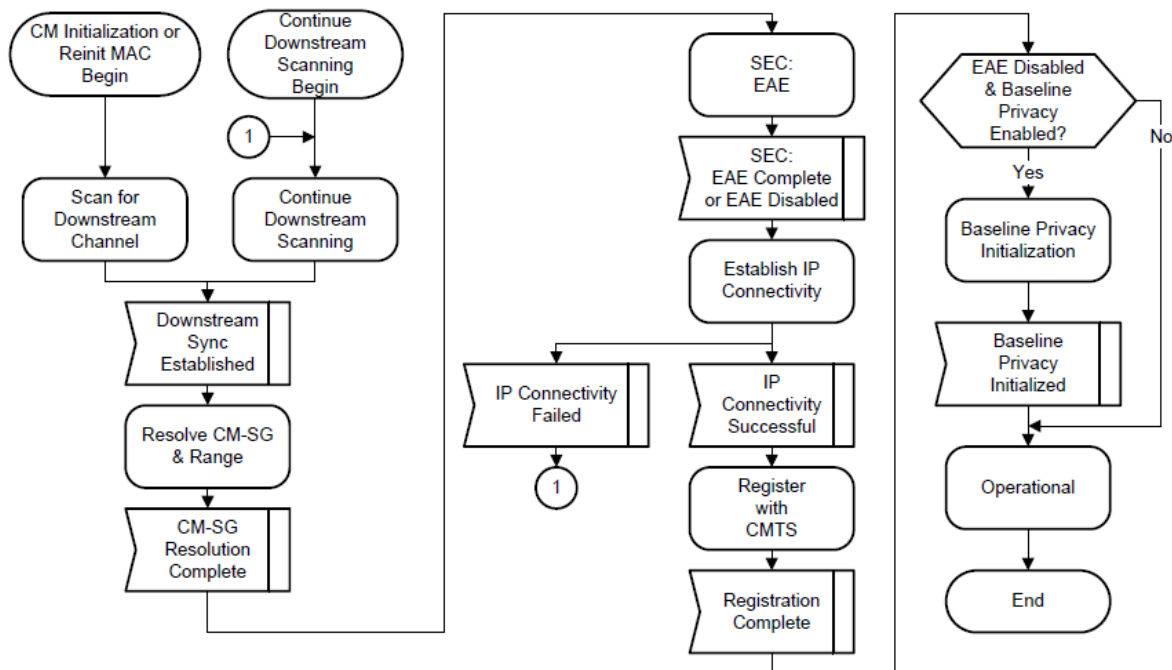 CM Initialization or
Reinit MAC
Begin
Continue
Downstream
Scanning
Begin
1
Scan for
Downstream
Channel
Continue
Downstream
Scanning
Downstream
Sync
Established
Resolve CM-SG
& Range
CM-SG
Resolution
Complete
SEC:
EAE
SEC:
EAE Complete
or EAE Disabled
Establish IP
Connectivity
IP Connectivity
Failed
1
IP
Connectivity
Successful
Register
with
CMTS
Registration
Complete
EAE Disabled
& Baseline
Privacy
Enabled?
No
Yes
Baseline Privacy
Initialization
Baseline
Privacy
Initialized
Operational
End